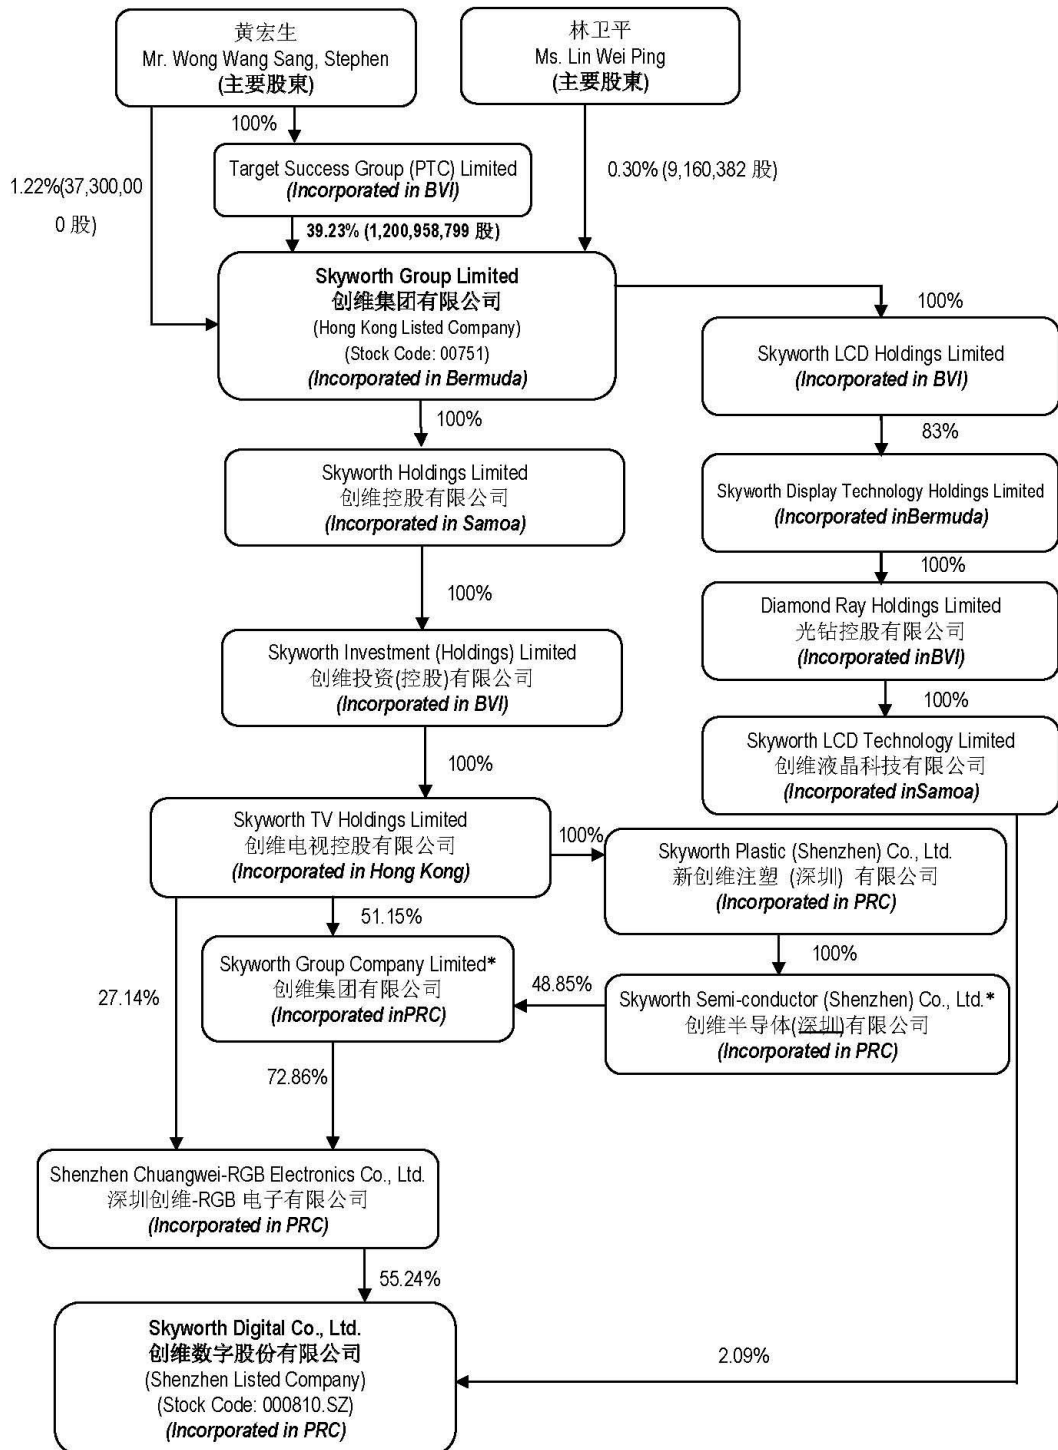 黄宏生
Mr. Wong Wang Sang, Stephen
(主要股東)
林卫平
Ms. Lin Wei Ping
(主要股東)
100%
1.22%(37,300,00
0 股)
Target Success Group (PTC) Limited
(Incorporated in BVI)
0.30% (9,160,382 股)
39.23% (1,200,958,799 股)
Skyworth Group Limited
创维集团有限公司
(Hong Kong Listed Company)
(Stock Code: 00751)
(Incorporated in Bermuda)
100%
Skyworth LCD Holdings Limited
(Incorporated in BVI)
100%
83%
Skyworth Holdings Limited
创维控股有限公司
(Incorporated in Samoa)
Skyworth Display Technology Holdings Limited
(Incorporated inBermuda)
100%
100%
Diamond Ray Holdings Limited
光钻控股有限公司
(Incorporated inBVI)
Skyworth Investment (Holdings) Limited
创维投资(控股)有限公司
(Incorporated in BVI)
100%
Skyworth LCD Technology Limited
创维液晶科技有限公司
(Incorporated inSamoa)
100%
Skyworth TV Holdings Limited
创维电视控股有限公司
(Incorporated in Hong Kong)
100%
Skyworth Plastic (Shenzhen) Co., Ltd.
新创维注塑 (深圳) 有限公司
(Incorporated in PRC)
51.15%
100%
27.14%
Skyworth Group Company Limited*
创维集团有限公司
(Incorporated inPRC)
48.85%
Skyworth Semi-conductor (Shenzhen) Co., Ltd.*
创维半导体(深圳)有限公司
(Incorporated in PRC)
72.86%
Shenzhen Chuangwei-RGB Electronics Co., Ltd.
深圳创维-RGB 电子有限公司
(Incorporated in PRC)
55.24%
Skyworth Digital Co., Ltd.
创维数字股份有限公司
(Shenzhen Listed Company)
(Stock Code: 000810.SZ)
(Incorporated in PRC)
2.09%